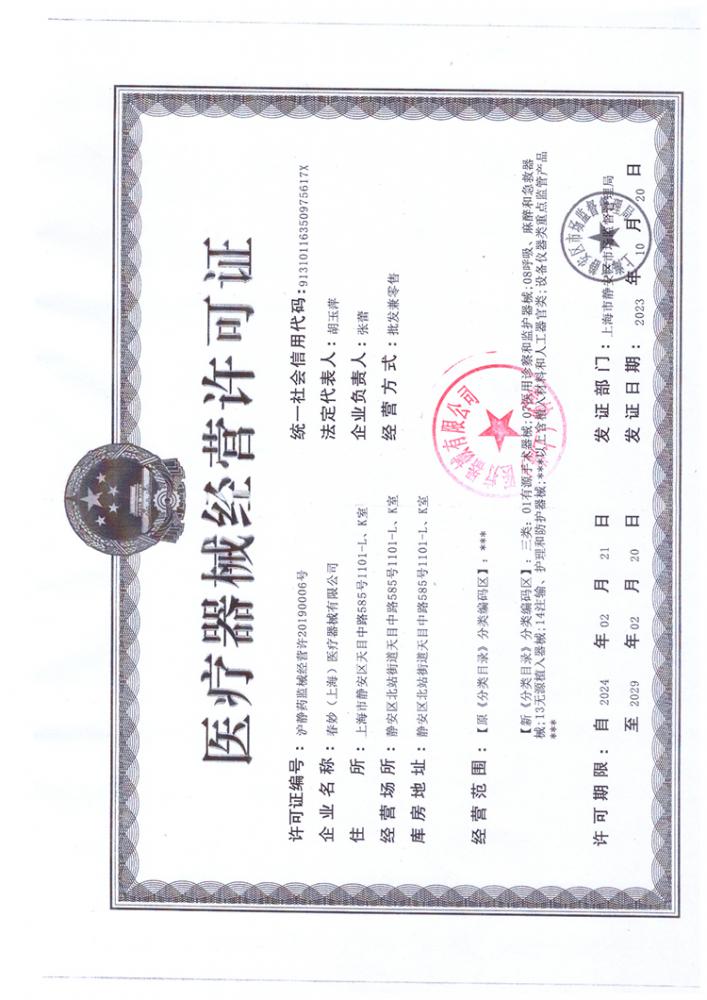 医疗器械经营许可证
许可证编号：沪静药监械经营许20190006号
统一社会信用代码：91310116350975617X
企业名称：春妙（上海）医疗器械有限公司
法定代表人：胡玉萍
住所：上海市静安区天目中路585号1101-L、K室
企业负责人：张蕾
经营场所：静安区北站街道天目中路585号1101-L、K室
经营方式：批发兼零售
库房地址：静安区北站街道天目中路585号1101-L、K室
经营范围：【原《分类目录》分类编码区】：***
【新《分类目录》分类编码区】：三类：01有源手术器械;07医用诊察和监护器械;08呼吸、麻醉和急救器
械;13无源植入器械;14注输、护理和防护器械;***以上含植入材料和人工器官类;设备仪器类重点监管产品
***
许可期限：自 2024 年 02 月 21 日
至 2029 年 02 月 20 日
发证部门：上海市静安区市场监督管理局
发证日期：2023 年 10 月 20 日
械有限公司